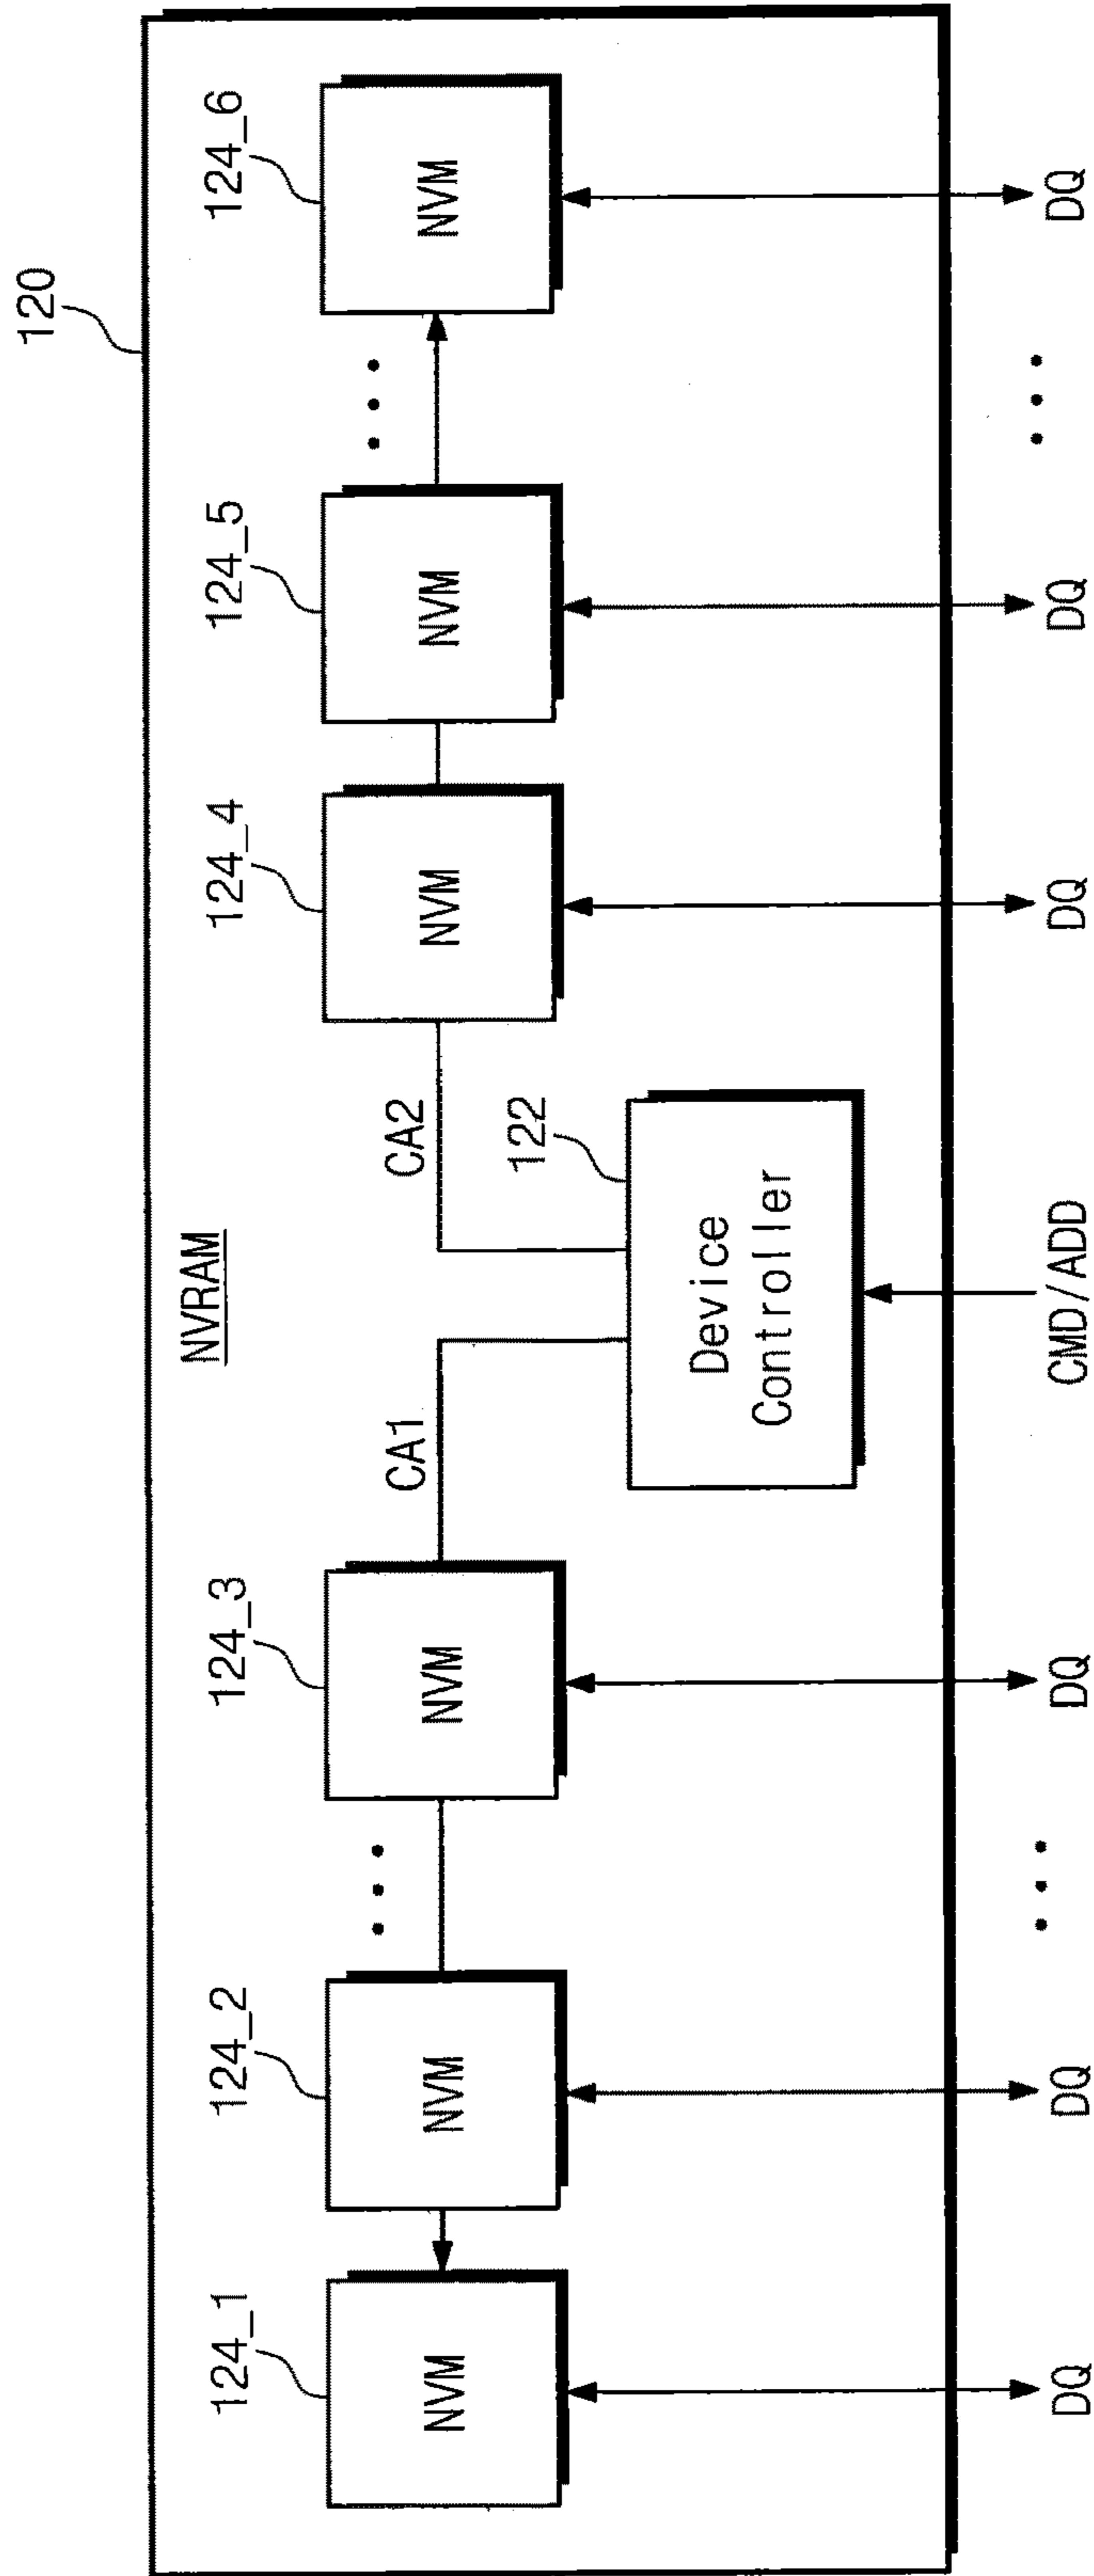 120
NVRAM
124_1
124_2
124_3
124_4
124_5
124_6
NVM
NVM
NVM
NVM
NVM
NVM
CA1
CA2
122
Device
Controller
DQ
DQ
DQ
CMD/ADD
DQ
DQ
DQ